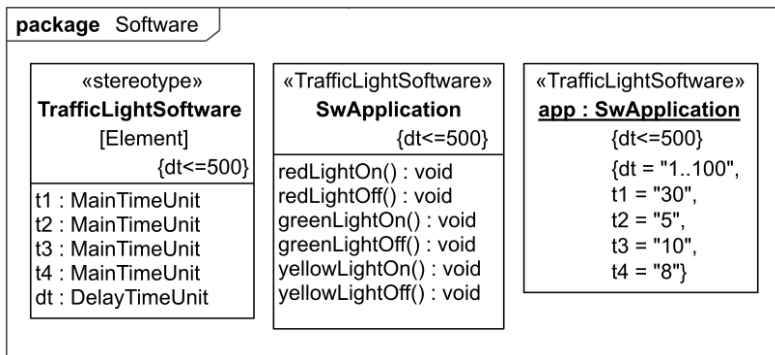 package Software
«stereotype»
TrafficLightSoftware
[Element]
{dt<=500}
t1 : MainTimeUnit
t2 : MainTimeUnit
t3 : MainTimeUnit
t4 : MainTimeUnit
dt : DelayTimeUnit
«TrafficLightSoftware»
SwApplication
{dt<=500}
redLightOn() : void
redLightOff() : void
greenLightOn() : void
greenLightOff() : void
yellowLightOn() : void
yellowLightOff() : void
«TrafficLightSoftware»
app : SwApplication
{dt<=500}
{dt = "1..100",
t1 = "30",
t2 = "5",
t3 = "10",
t4 = "8"}